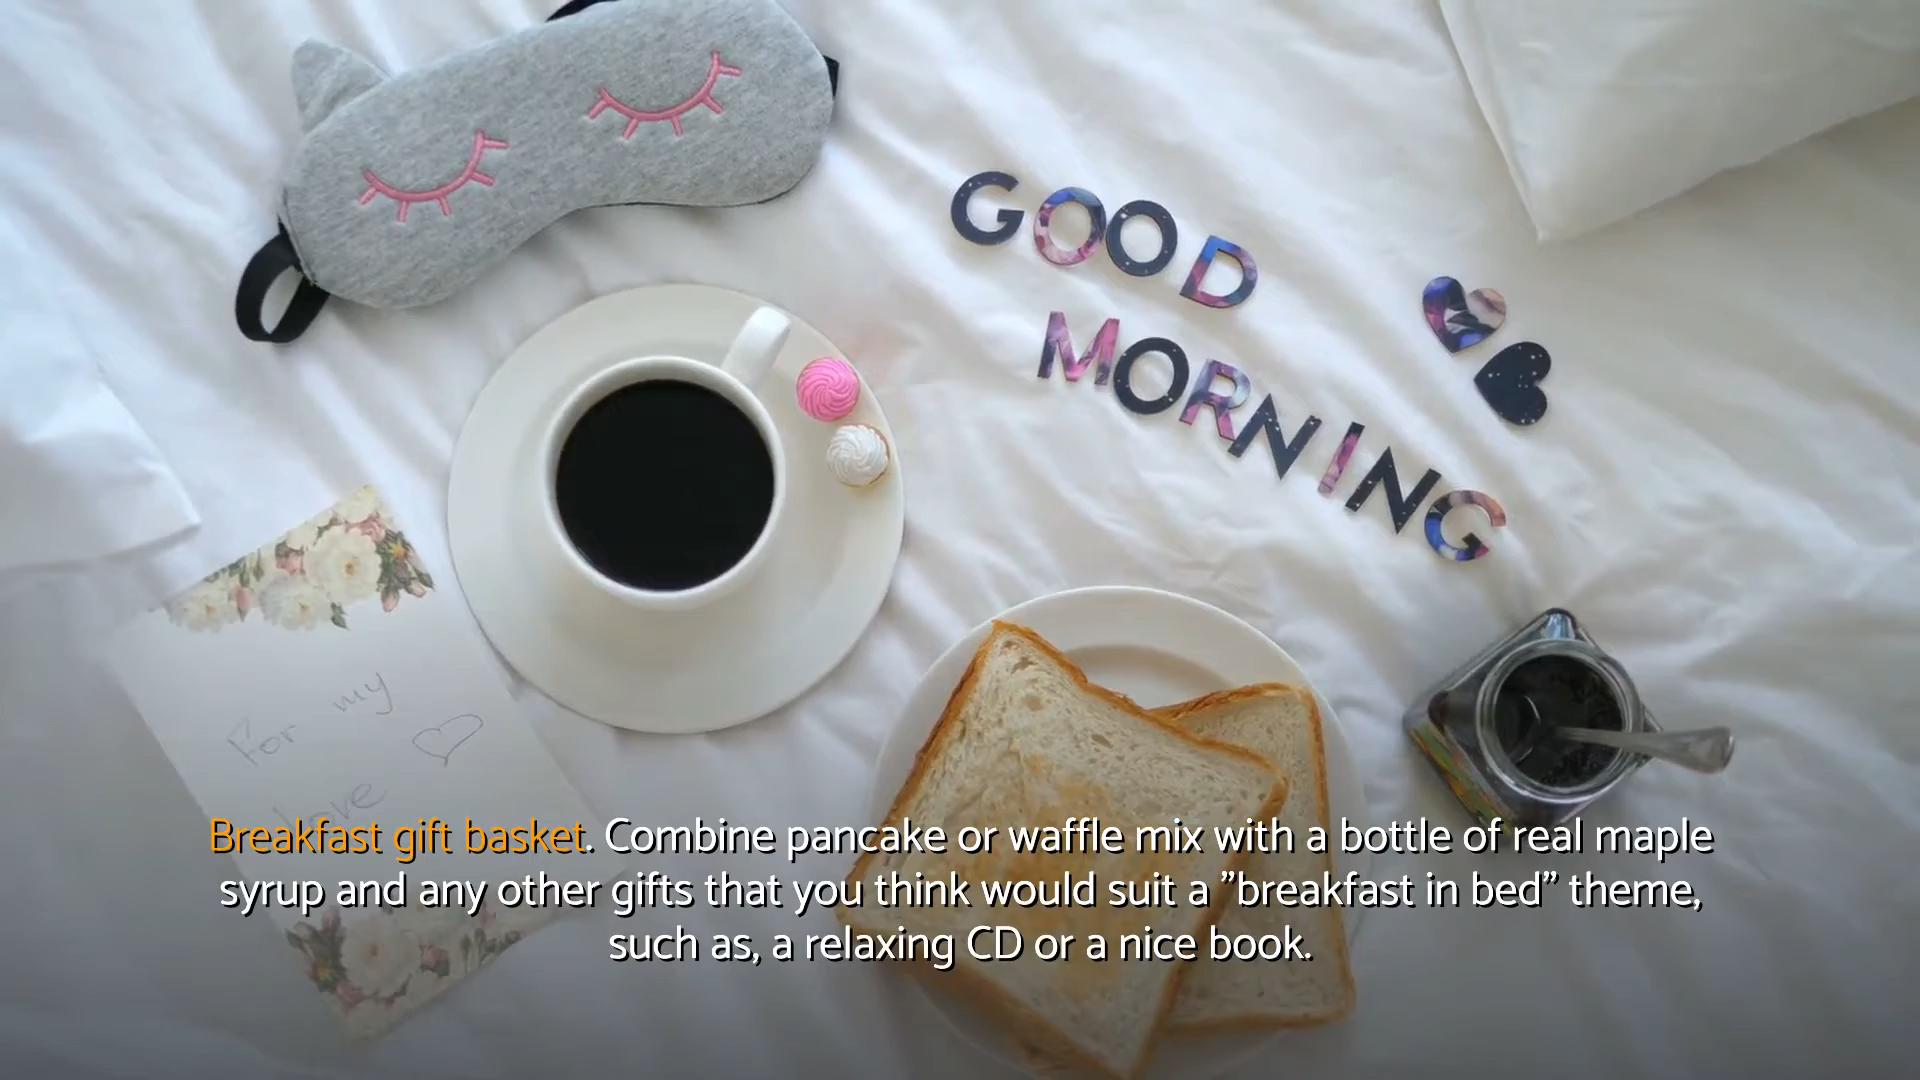 GOOD
MORNING
For my
love
Breakfast gift basket. Combine pancake or waffle mix with a bottle of real maple
syrup and any other gifts that you think would suit a ”breakfast in bed” theme,
such as, a relaxing CD or a nice book.